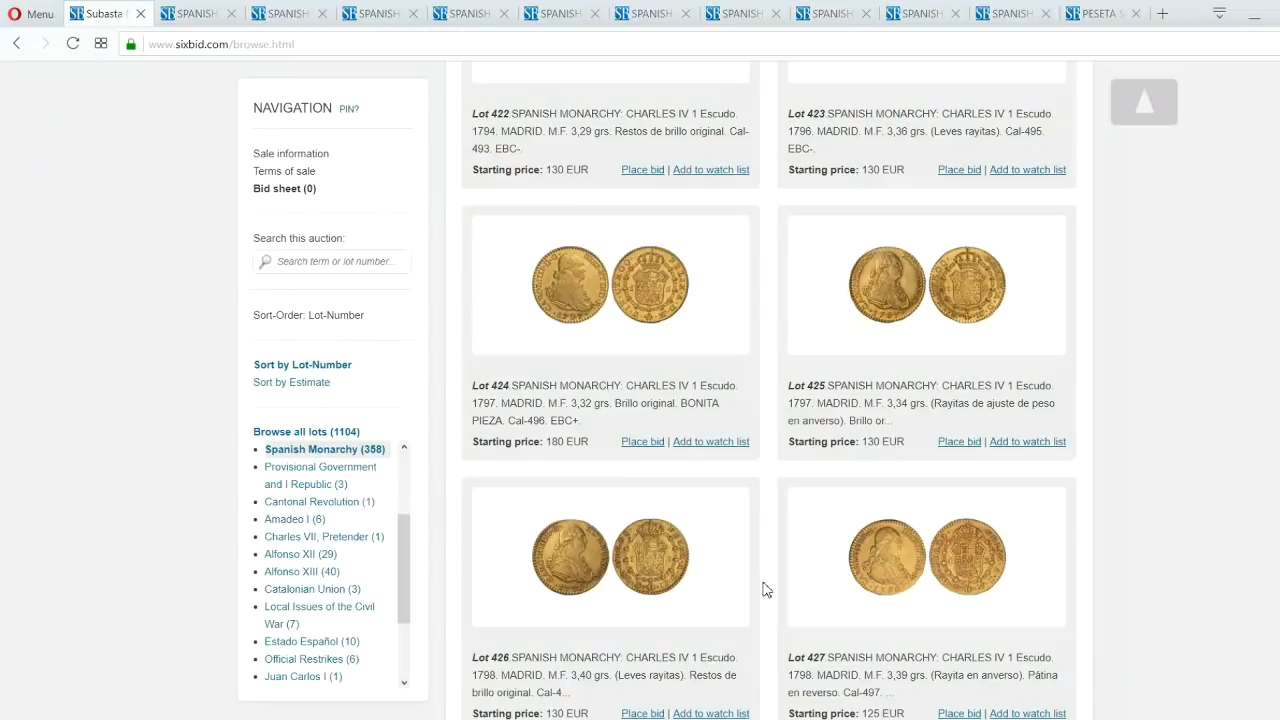 Menu
Subasta
SPANISH
SPANISH
SPANISH
SPANISH
SPANISH
SPANISH
SPANISH
SPANISH
SPANISH
SPANISH
PESETA S
www.sixbid.com/browse.html
NAVIGATION PIN?
Sale information
Terms of sale
Bid sheet (0)
Search this auction:
Search term or lot number...
Sort-Order: Lot-Number
Sort by Lot-Number
Sort by Estimate
Browse all lots (1104)
Spanish Monarchy (358)
Provisional Government
and I Republic (3)
Cantonal Revolution (1)
Amadeo I (6)
Charles VII, Pretender (1)
Alfonso XII (29)
Alfonso XIII (40)
Catalonian Union (3)
Local Issues of the Civil
War (7)
Estado Español (10)
Official Restrikes (6)
Juan Carlos I (1)
Lot 422 SPANISH MONARCHY: CHARLES IV 1 Escudo.
1794. MADRID. M.F. 3,29 grs. Restos de brillo original. Cal-
493. EBC-.
Starting price: 130 EUR Place bid | Add to watch list
Lot 423 SPANISH MONARCHY: CHARLES IV 1 Escudo.
1796. MADRID. M.F. 3,36 grs. (Leves rayitas). Cal-495.
EBC-.
Starting price: 130 EUR Place bid | Add to watch list
Lot 424 SPANISH MONARCHY: CHARLES IV 1 Escudo.
1797. MADRID. M.F. 3,32 grs. Brillo original. BONITA
PIEZA. Cal-496. EBC+.
Starting price: 180 EUR Place bid | Add to watch list
Lot 425 SPANISH MONARCHY: CHARLES IV 1 Escudo.
1797. MADRID. M.F. 3,34 grs. (Rayitas de ajuste de peso
en anverso). Brillo or...
Starting price: 130 EUR Place bid | Add to watch list
Lot 426 SPANISH MONARCHY: CHARLES IV 1 Escudo.
1798. MADRID. M.F. 3,40 grs. (Leves rayitas). Restos de
brillo original. Cal-4...
Starting price: 130 EUR Place bid | Add to watch list
Lot 427 SPANISH MONARCHY: CHARLES IV 1 Escudo.
1798. MADRID. M.F. 3,39 grs. (Rayita en anverso). Pátina
en reverso. Cal-497. ...
Starting price: 125 EUR Place bid | Add to watch list